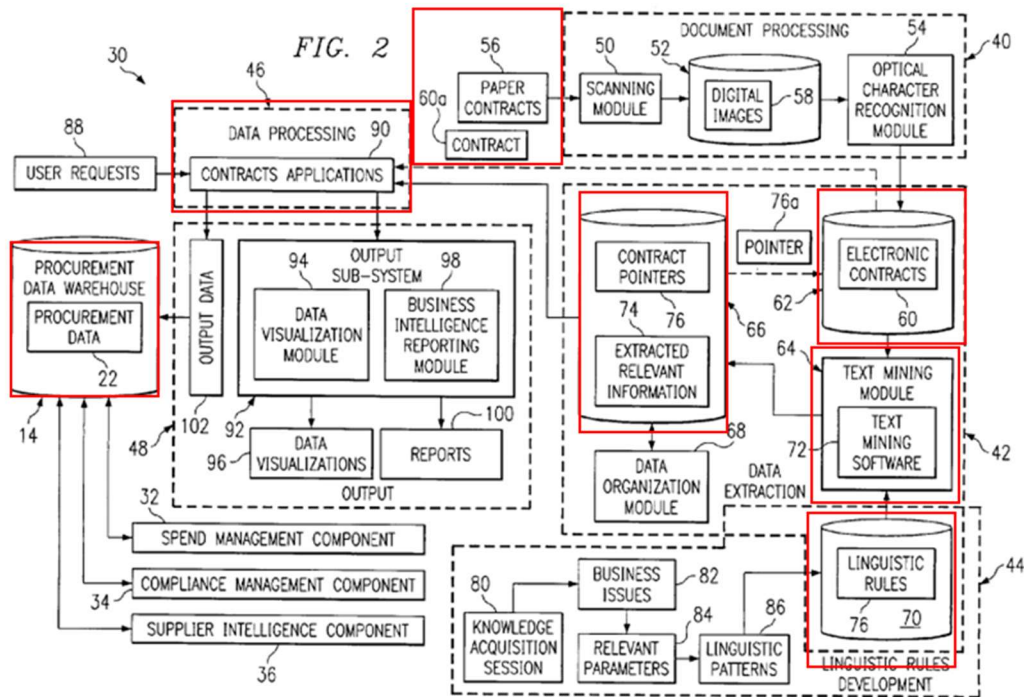 FIG. 2
30
46
56
PAPER
CONTRACTS
60a
CONTRACT
DOCUMENT PROCESSING
50
SCANNING
MODULE
52
DIGITAL
IMAGES
58
54
OPTICAL
CHARACTER
RECOGNITION
MODULE
40
88
USER REQUESTS
DATA PROCESSING
90
CONTRACTS APPLICATIONS
PROCUREMENT
DATA WAREHOUSE
PROCUREMENT
DATA
22
14
OUTPUT DATA
102
48
OUTPUT
SUB-SYSTEM
94
DATA
VISUALIZATION
MODULE
98
BUSINESS
INTELLIGENCE
REPORTING
MODULE
92
96
DATA
VISUALIZATIONS
100
REPORTS
OUTPUT
CONTRACT
POINTERS
76
74
EXTRACTED
RELEVANT
INFORMATION
66
76a
POINTER
62
ELECTRONIC
CONTRACTS
60
64
TEXT MINING
MODULE
72
TEXT
MINING
SOFTWARE
42
68
DATA
ORGANIZATION
MODULE
DATA
EXTRACTION
32
SPEND MANAGEMENT COMPONENT
34
COMPLIANCE MANAGEMENT COMPONENT
SUPPLIER INTELLIGENCE COMPONENT
36
80
KNOWLEDGE
ACQUISITION
SESSION
BUSINESS
ISSUES
82
84
RELEVANT
PARAMETERS
86
LINGUISTIC
PATTERNS
LINGUISTIC
RULES
76
70
44
LINGUISTIC RULES
DEVELOPMENT